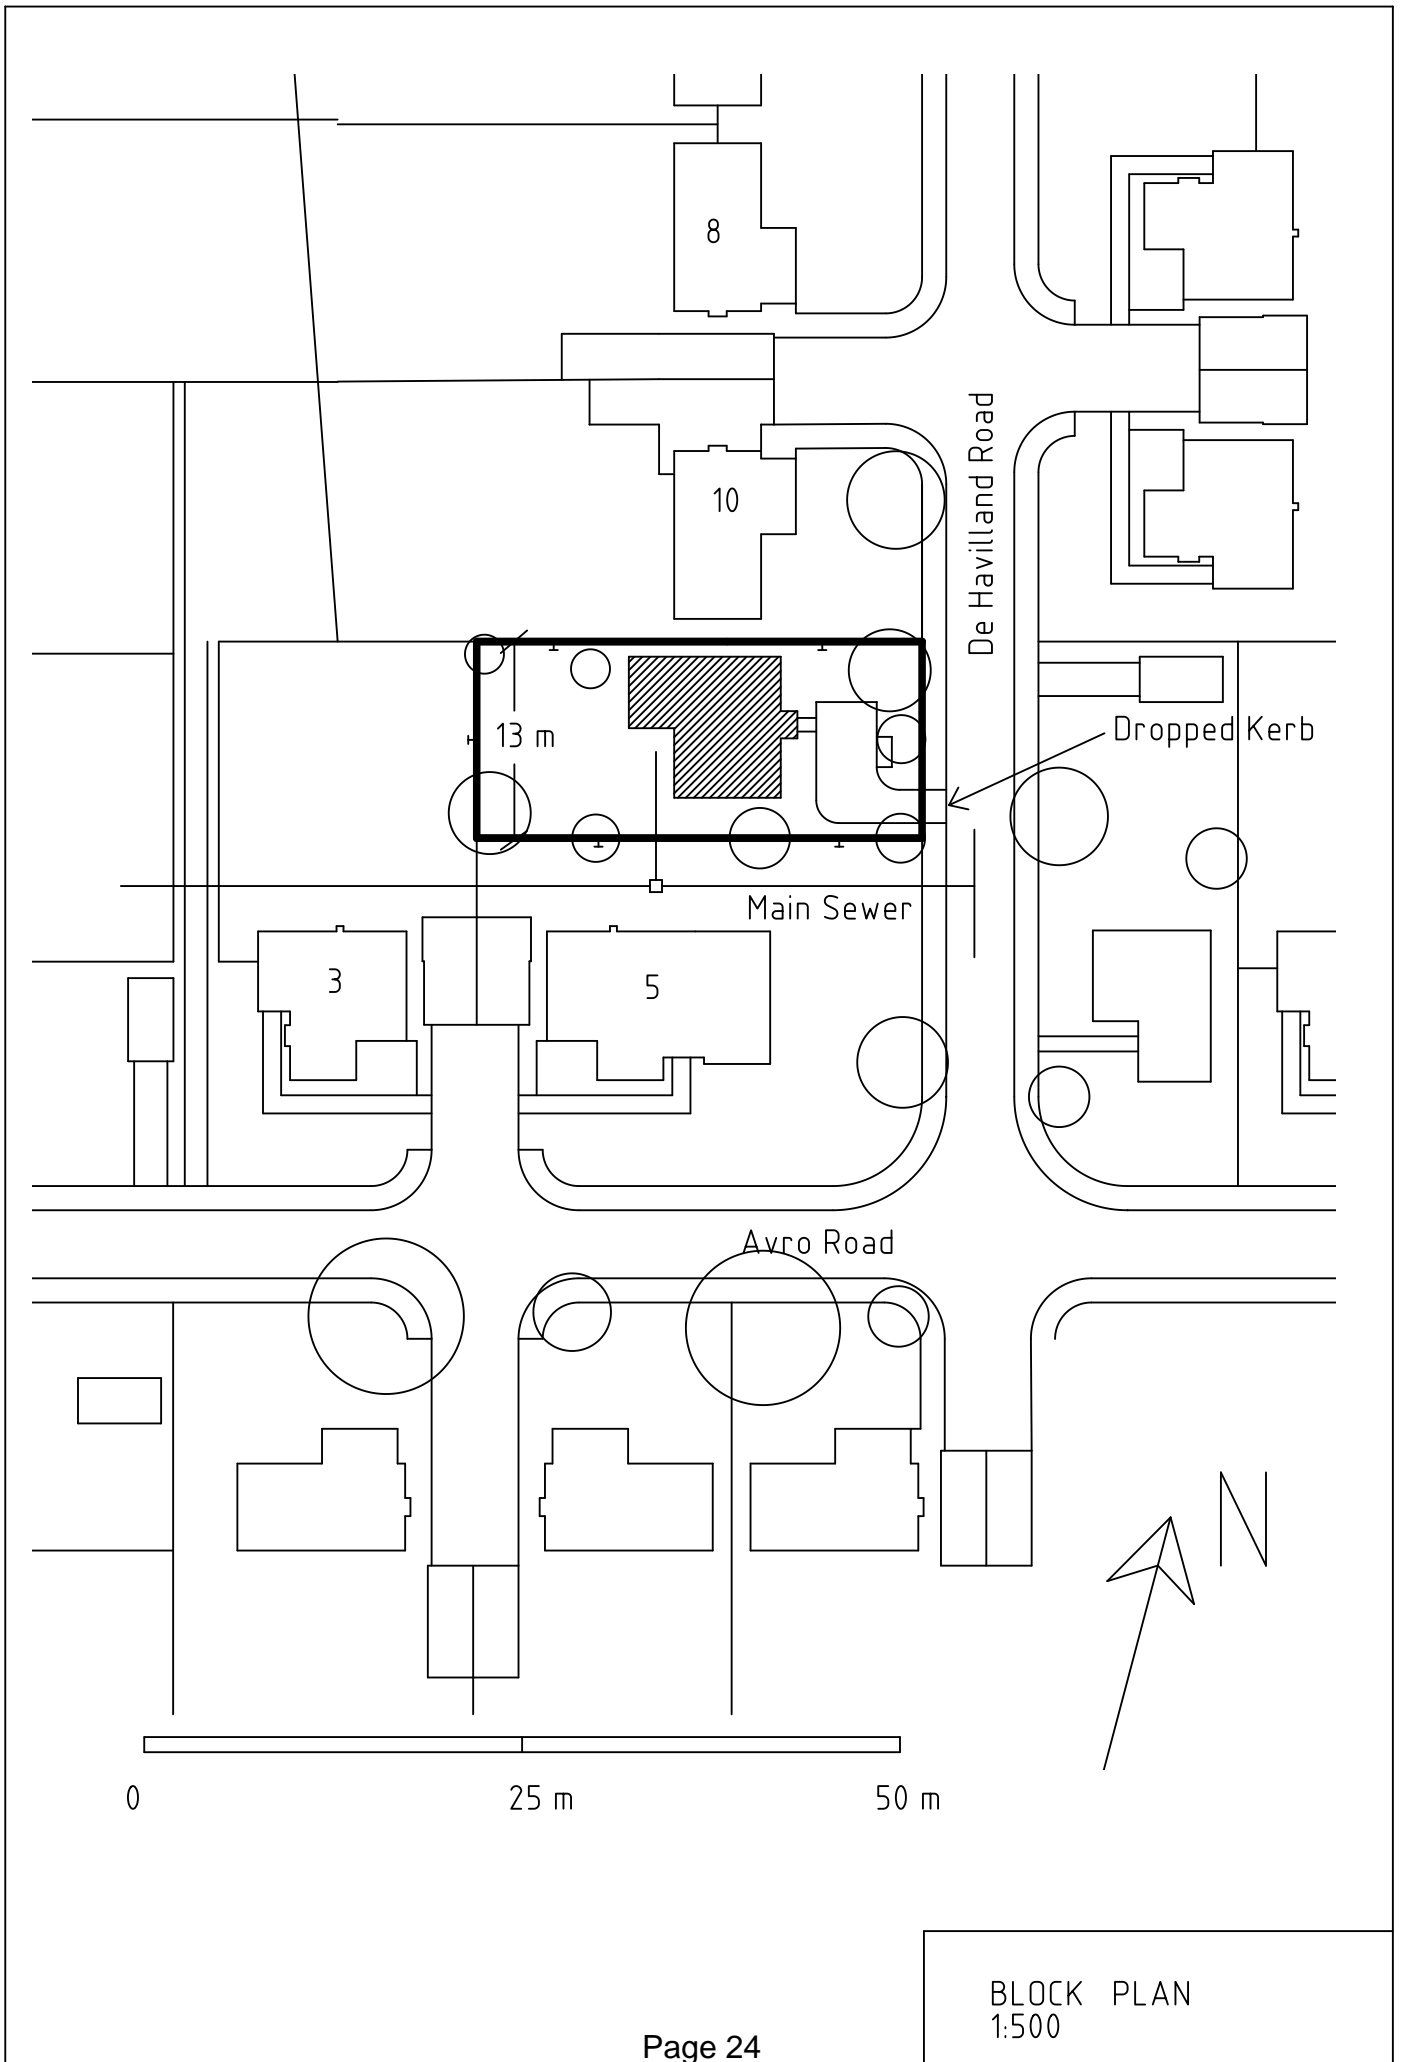 8
De Havilland Road
10
13 m
Dropped Kerb
Main Sewer
3
5
Avro Road
N
0
25 m
50 m
BLOCK PLAN
1:500
Page 24